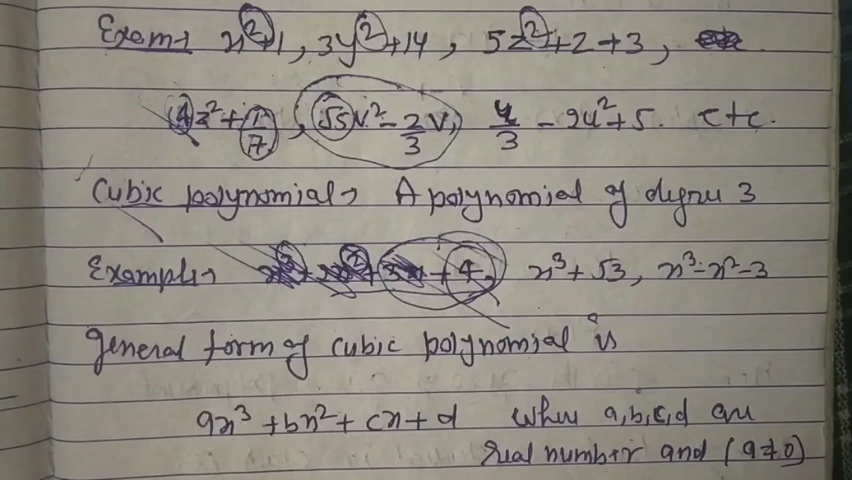 Exam→ x²+1, 3y²+14, 5z²+2+3,
4z²+1/7, √5v²-2/3v, 4/3-9u²+5. etc.
Cubic polynomial→ A polynomial of degree 3
Example→ x³+√3, x³-x²-3
general form of cubic polynomial is
ax³+bx²+cx+d where a,b,c,d are
real number and (a≠0)